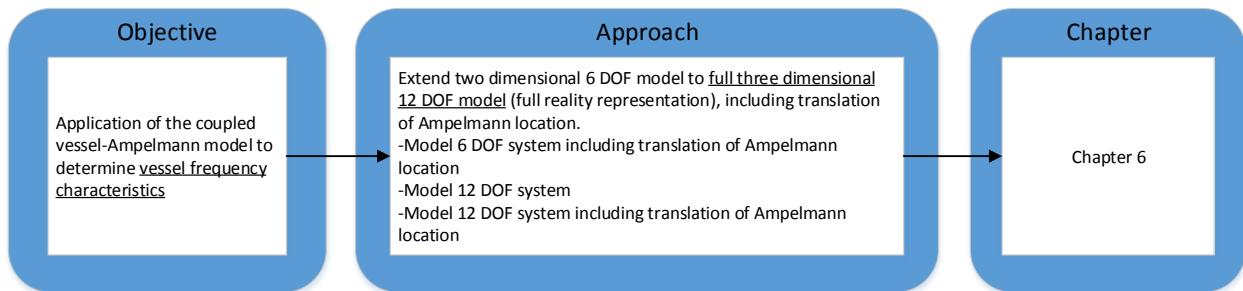 Objective
Application of the coupled
vessel-Ampelmann model to
determine vessel frequency
characteristics
Approach
Extend two dimensional 6 DOF model to full three dimensional
12 DOF model (full reality representation), including translation
of Ampelmann location.
-Model 6 DOF system including translation of Ampelmann
location
-Model 12 DOF system
-Model 12 DOF system including translation of Ampelmann
location
Chapter
Chapter 6